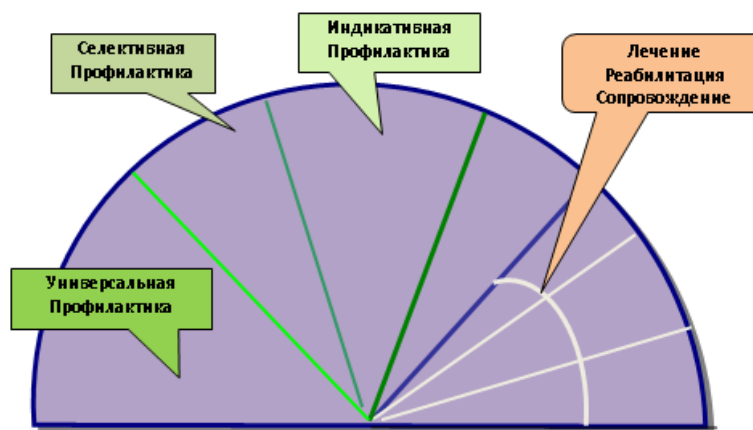 Селективная
Профилактика
Индикативная
Профилактика
Лечение
Реабилитация
Сопровождение
Универсальная
Профилактика